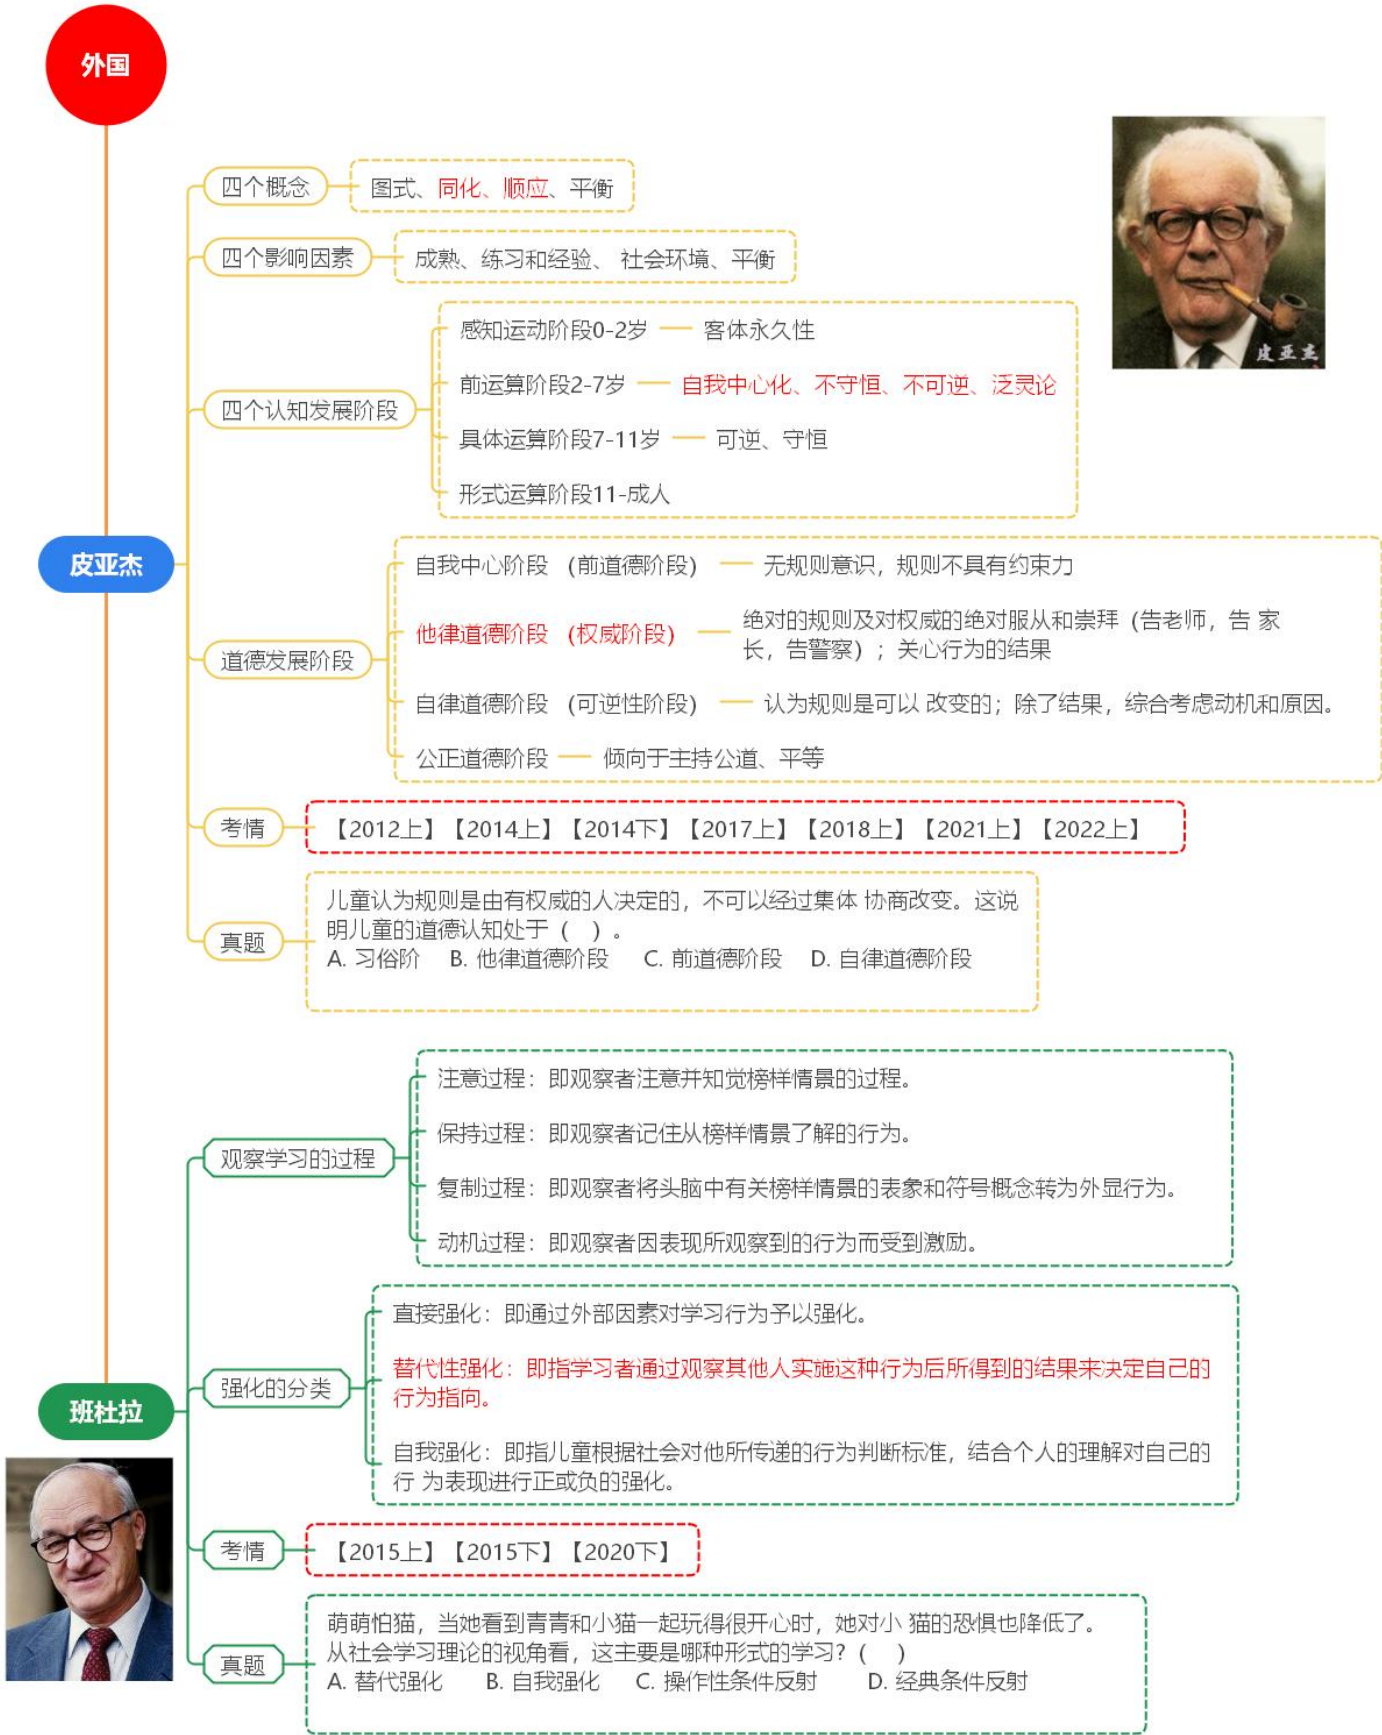 外国
四个概念
图式、同化、顺应、平衡
四个影响因素
成熟、练习和经验、 社会环境、平衡
四个认知发展阶段
感知运动阶段0-2岁
客体永久性
前运算阶段2-7岁
自我中心化、不守恒、不可逆、泛灵论
具体运算阶段7-11岁
可逆、守恒
形式运算阶段11-成人
皮亚杰
皮亚杰
道德发展阶段
自我中心阶段 (前道德阶段)
无规则意识，规则不具有约束力
他律道德阶段 (权威阶段)
绝对的规则及对权威的绝对服从和崇拜（告老师，告 家
长，告警察）；关心行为的结果
自律道德阶段 (可逆性阶段)
认为规则是可以 改变的；除了结果，综合考虑动机和原因。
公正道德阶段
倾向于主持公道、平等
考情
【2012上】【2014上】【2014下】【2017上】【2018上】【2021上】【2022上】
真题
儿童认为规则是由有权威的人决定的，不可以经过集体 协商改变。这说
明儿童的道德认知处于（ ）。
A. 习俗阶 B. 他律道德阶段 C. 前道德阶段 D. 自律道德阶段
班杜拉
观察学习的过程
注意过程：即观察者注意并知觉榜样情景的过程。
保持过程：即观察者记住从榜样情景了解的行为。
复制过程：即观察者将头脑中有关榜样情景的表象和符号概念转为外显行为。
动机过程：即观察者因表现所观察到的行为而受到激励。
强化的分类
直接强化：即通过外部因素对学习行为予以强化。
替代性强化：即指学习者通过观察其他人实施这种行为后所得到的结果来决定自己的
行为指向。
自我强化：即指儿童根据社会对他所传递的行为判断标准，结合个人的理解对自己的
行 为表现进行正或负的强化。
考情
【2015上】【2015下】【2020下】
真题
萌萌怕猫，当她看到青青和小猫一起玩得很开心时，她对小 猫的恐惧也降低了。
从社会学习理论的视角看，这主要是哪种形式的学习？（ ）
A. 替代强化 B. 自我强化 C. 操作性条件反射 D. 经典条件反射